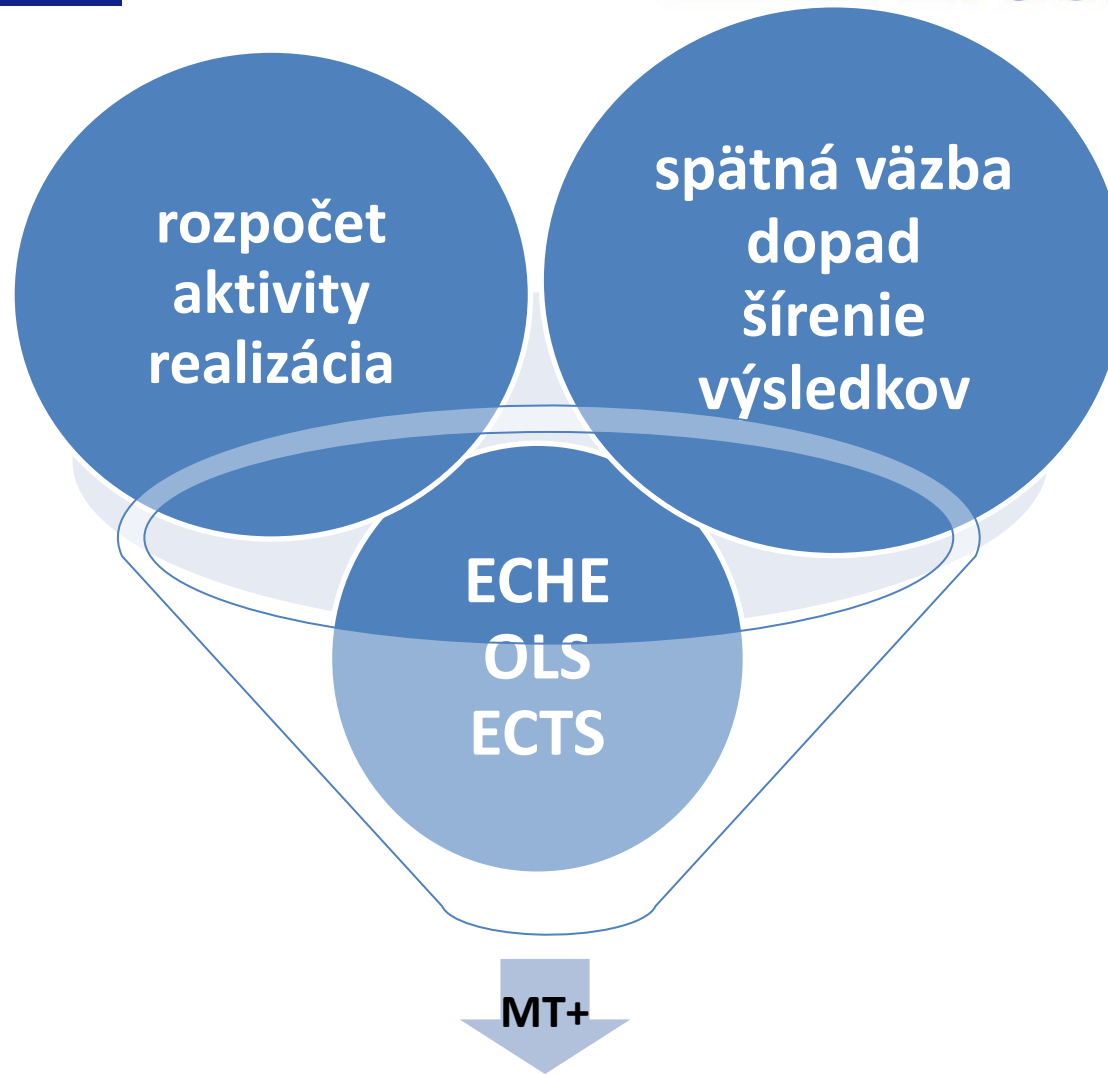 rozpočet
aktivity
realizácia
spätná väzba
dopad
šírenie
výsledkov
ECHE
OLS
ECTS
MT+